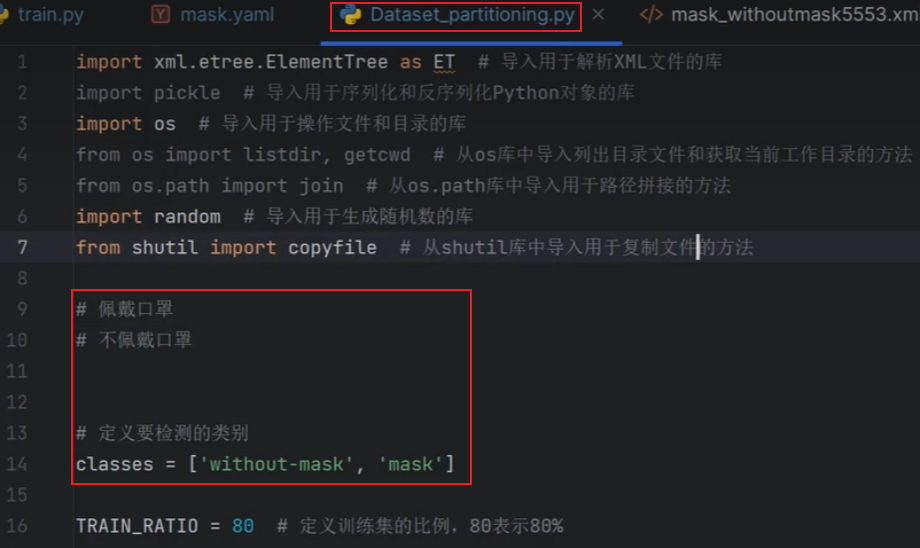 train.py mask.yaml Dataset_partitioning.py × </> mask_withoutmask5553.xm
1 import xml.etree.ElementTree as ET # 导入用于解析XML文件的库
2 import pickle # 导入用于序列化和反序列化Python对象的库
3 import os # 导入用于操作文件和目录的库
4 from os import listdir, getcwd # 从os库中导入列出目录文件和获取当前工作目录的方法
5 from os.path import join # 从os.path库中导入用于路径拼接的方法
6 import random # 导入用于生成随机数的库
7 from shutil import copyfile # 从shutil库中导入用于复制文件的方法
8
9 # 佩戴口罩
10 # 不佩戴口罩
11
12
13 # 定义要检测的类别
14 classes = ['without-mask', 'mask']
15
16 TRAIN_RATIO = 80 # 定义训练集的比例，80表示80%